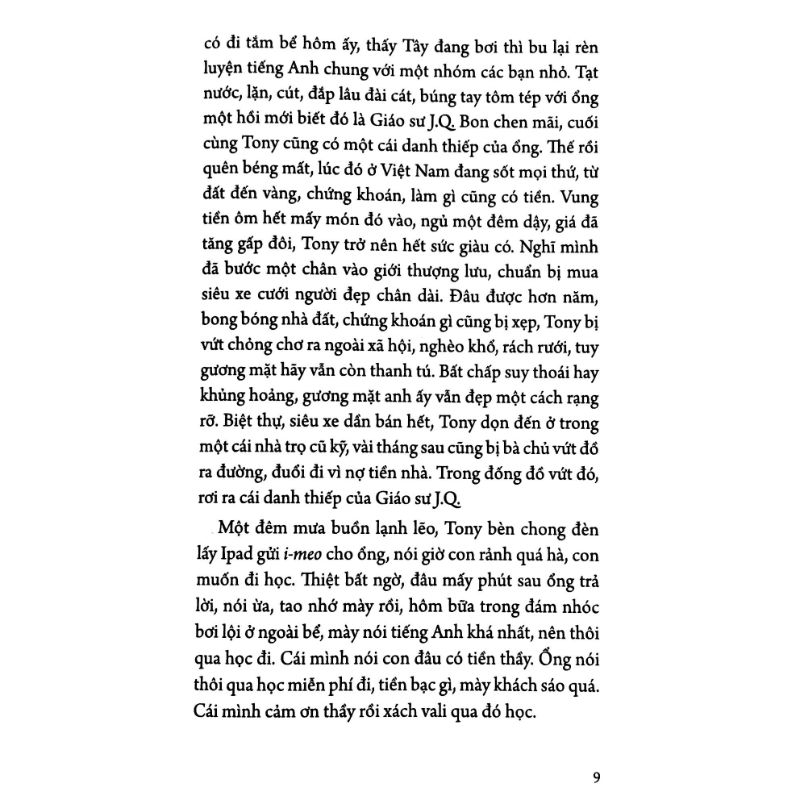 có đi tắm bể hôm ấy, thấy Tây đang bơi thì bu lại rèn
luyện tiếng Anh chung với một nhóm các bạn nhỏ. Tạt
nước, lặn, cút, đắp lâu đài cát, búng tay tôm tép với ổng
một hồi mới biết đó là Giáo sư J.Q. Bon chen mãi, cuối
cùng Tony cũng có một cái danh thiếp của ổng. Thế rồi
quên béng mất, lúc đó ở Việt Nam đang sốt mọi thứ, từ
đất đến vàng, chứng khoán, làm gì cũng có tiền. Vung
tiền ôm hết mấy món đó vào, ngủ một đêm dậy, giá đã
tăng gấp đôi, Tony trở nên hết sức giàu có. Nghĩ mình
đã bước một chân vào giới thượng lưu, chuẩn bị mua
siêu xe cưới người đẹp chân dài. Đâu được hơn năm,
bong bóng nhà đất, chứng khoán gì cũng bị xẹp, Tony bị
vứt chỏng chơ ra ngoài xã hội, nghèo khổ, rách rưới, tuy
gương mặt hãy vẫn còn thanh tú. Bất chấp suy thoái hay
khủng hoảng, gương mặt anh ấy vẫn đẹp một cách rạng
rỡ. Biệt thự, siêu xe dần bán hết, Tony dọn đến ở trong
một cái nhà trọ cũ kỹ, vài tháng sau cũng bị bà chủ vứt đồ
ra đường, đuổi đi vì nợ tiền nhà. Trong đống đồ vứt đó,
rơi ra cái danh thiếp của Giáo sư J.Q.
Một đêm mưa buồn lạnh lẽo, Tony bèn chong đèn
lấy Ipad gửi i-meo cho ổng, nói giờ con rảnh quá hà, con
muốn đi học. Thiệt bất ngờ, đâu mấy phút sau ổng trả
lời, nói ừa, tao nhớ mày rồi, hôm bữa trong đám nhóc
bơi lội ở ngoài bể, mày nói tiếng Anh khá nhất, nên thôi
qua học đi. Cái mình nói con đâu có tiền thầy. Ổng nói
thôi qua học miễn phí đi, tiền bạc gì, mày khách sáo quá.
Cái mình cảm ơn thầy rồi xách vali qua đó học.
9